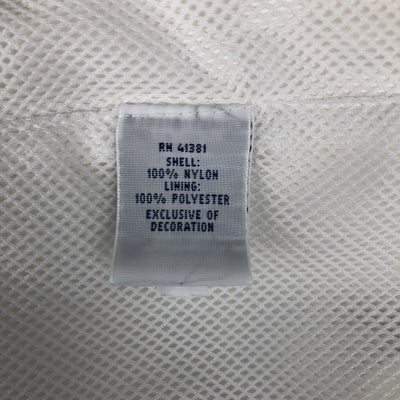 RN 41381
SHELL:
100% NYLON
LINING:
100% POLYESTER
EXCLUSIVE OF
DECORATION